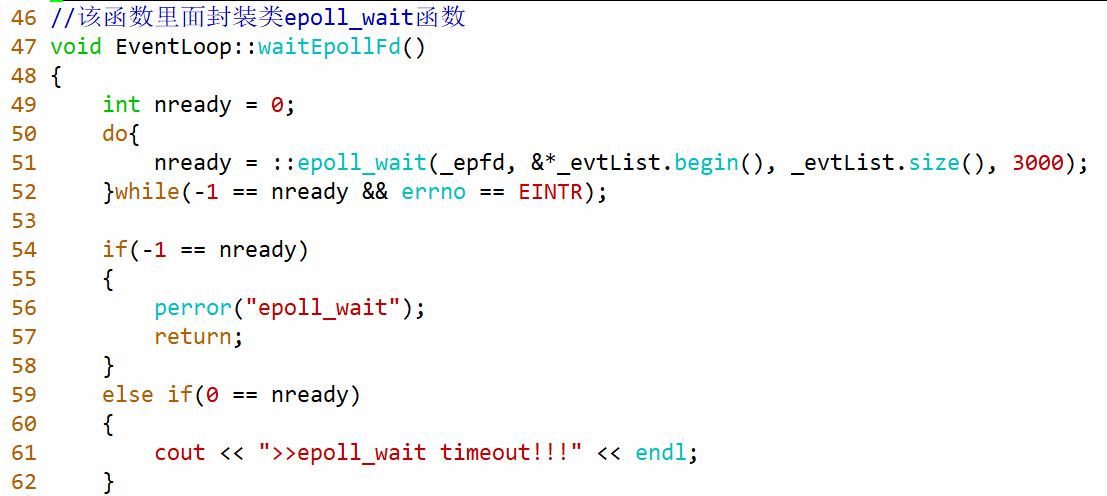 46 //该函数里面封装类epoll_wait函数
47 void EventLoop::waitEpollFd()
48 {
49     int nready = 0;
50     do{
51         nready = ::epoll_wait(_epfd, &*_evtList.begin(), _evtList.size(), 3000);
52     }while(-1 == nready && errno == EINTR);
53
54     if(-1 == nready)
55     {
56         perror("epoll_wait");
57         return;
58     }
59     else if(0 == nready)
60     {
61         cout << ">>epoll_wait timeout!!!" << endl;
62     }